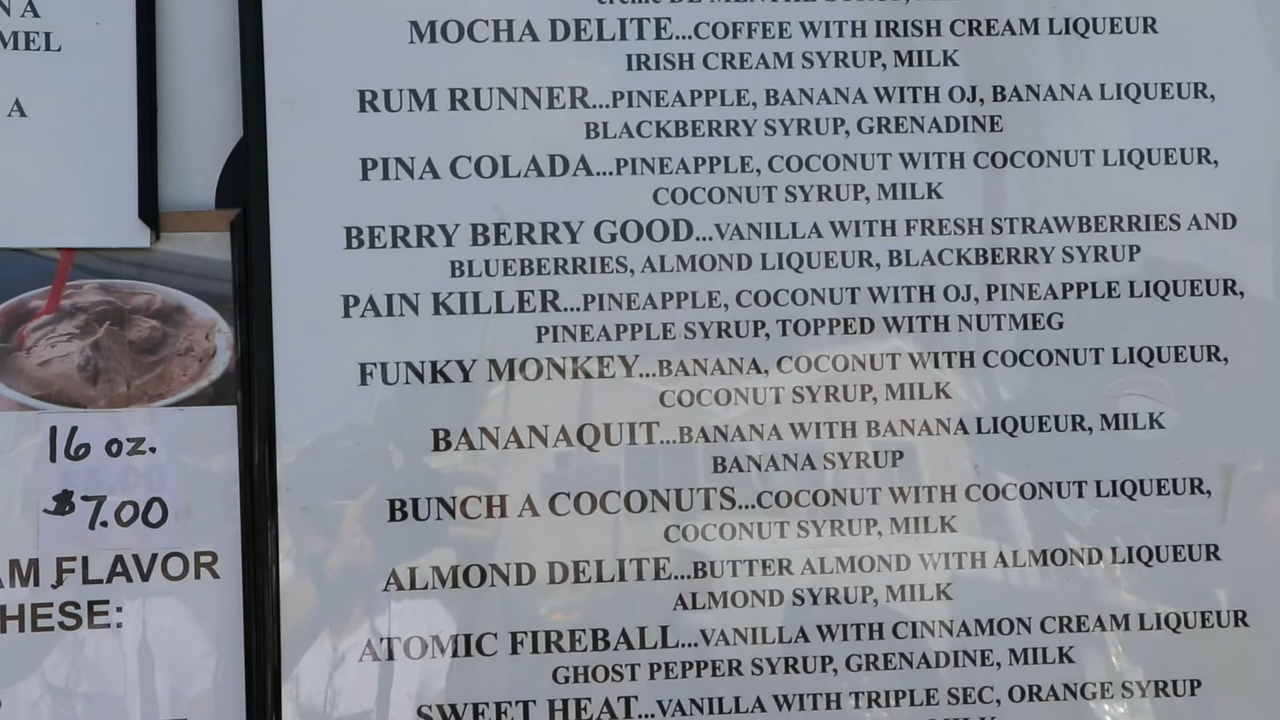 N A
MEL
A
16 oz.
$7.00
AM FLAVOR
HESE:
MOCHA DELITE...COFFEE WITH IRISH CREAM LIQUEUR
IRISH CREAM SYRUP, MILK
RUM RUNNER...PINEAPPLE, BANANA WITH OJ, BANANA LIQUEUR,
BLACKBERRY SYRUP, GRENADINE
PINA COLADA...PINEAPPLE, COCONUT WITH COCONUT LIQUEUR,
COCONUT SYRUP, MILK
BERRY BERRY GOOD...VANILLA WITH FRESH STRAWBERRIES AND
BLUEBERRIES, ALMOND LIQUEUR, BLACKBERRY SYRUP
PAIN KILLER...PINEAPPLE, COCONUT WITH OJ, PINEAPPLE LIQUEUR,
PINEAPPLE SYRUP, TOPPED WITH NUTMEG
FUNKY MONKEY...BANANA, COCONUT WITH COCONUT LIQUEUR,
COCONUT SYRUP, MILK
BANANAQUIT...BANANA WITH BANANA LIQUEUR, MILK
BANANA SYRUP
BUNCH A COCONUTS...COCONUT WITH COCONUT LIQUEUR,
COCONUT SYRUP, MILK
ALMOND DELITE...BUTTER ALMOND WITH ALMOND LIQUEUR
ALMOND SYRUP, MILK
ATOMIC FIREBALL...VANILLA WITH CINNAMON CREAM LIQUEUR
GHOST PEPPER SYRUP, GRENADINE, MILK
SWEET HEAT...VANILLA WITH TRIPLE SEC, ORANGE SYRUP